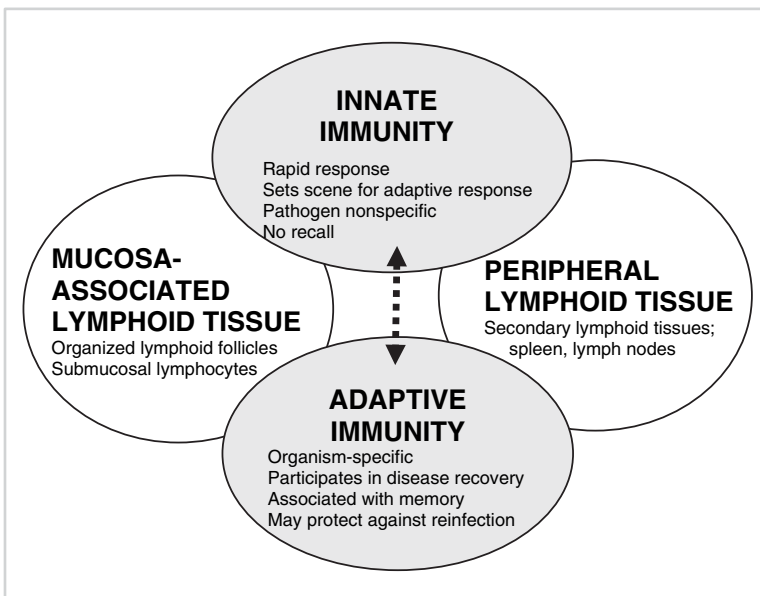 INNATE
IMMUNITY
Rapid response
Sets scene for adaptive response
Pathogen nonspecific
No recall
MUCOSA-
ASSOCIATED
LYMPHOID TISSUE
Organized lymphoid follicles
Submucosal lymphocytes
PERIPHERAL
LYMPHOID TISSUE
Secondary lymphoid tissues;
spleen, lymph nodes
ADAPTIVE
IMMUNITY
Organism-specific
Participates in disease recovery
Associated with memory
May protect against reinfection